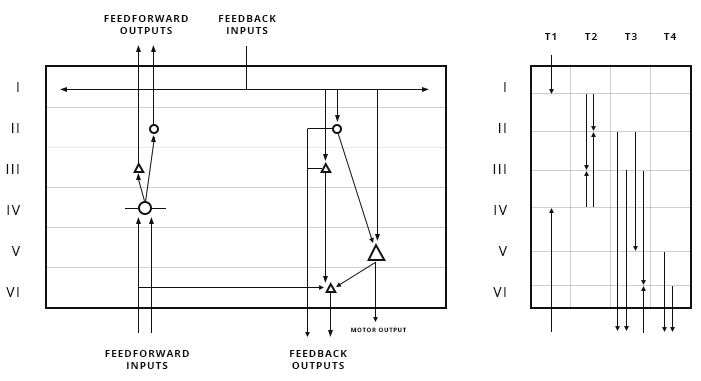 FEEDFORWARD
OUTPUTS
FEEDBACK
INPUTS
I
II
III
IV
V
VI
MOTOR OUTPUT
FEEDFORWARD
INPUTS
FEEDBACK
OUTPUTS
T1 T2 T3 T4
I
II
III
IV
V
VI